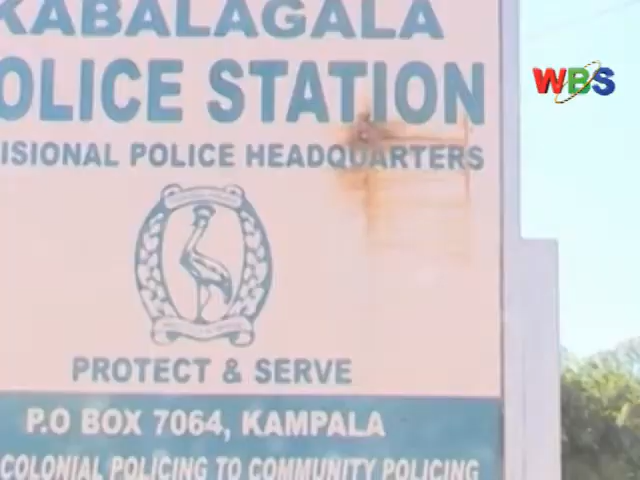 KABALAGALA
WBS
OLICE STATION
ISIONAL POLICE HEADQUARTERS
PROTECT & SERVE
P.O BOX 7064, KAMPALA
COLONIAL POLICING TO COMMUNITY POLICING